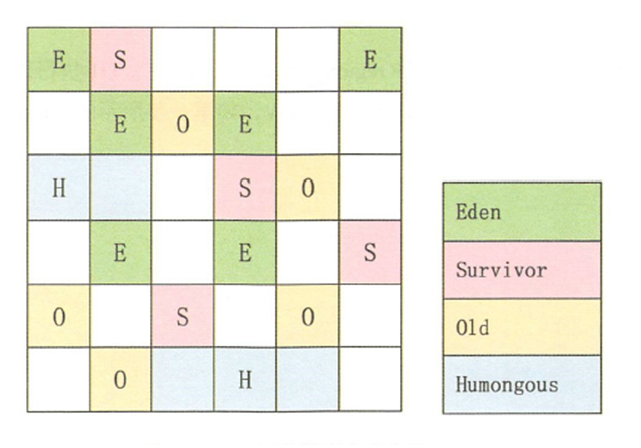 E S E
E O E
H S O
E E S
O S O
O H
Eden
Survivor
Old
Humongous